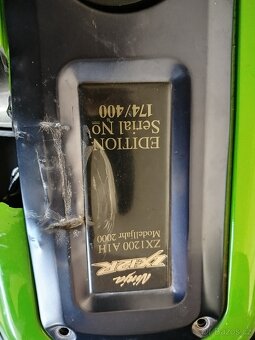 Ninja
ZX-12R
ZX1200 A1H
Modelljahr 2000
EDITION
Serial No
174/400